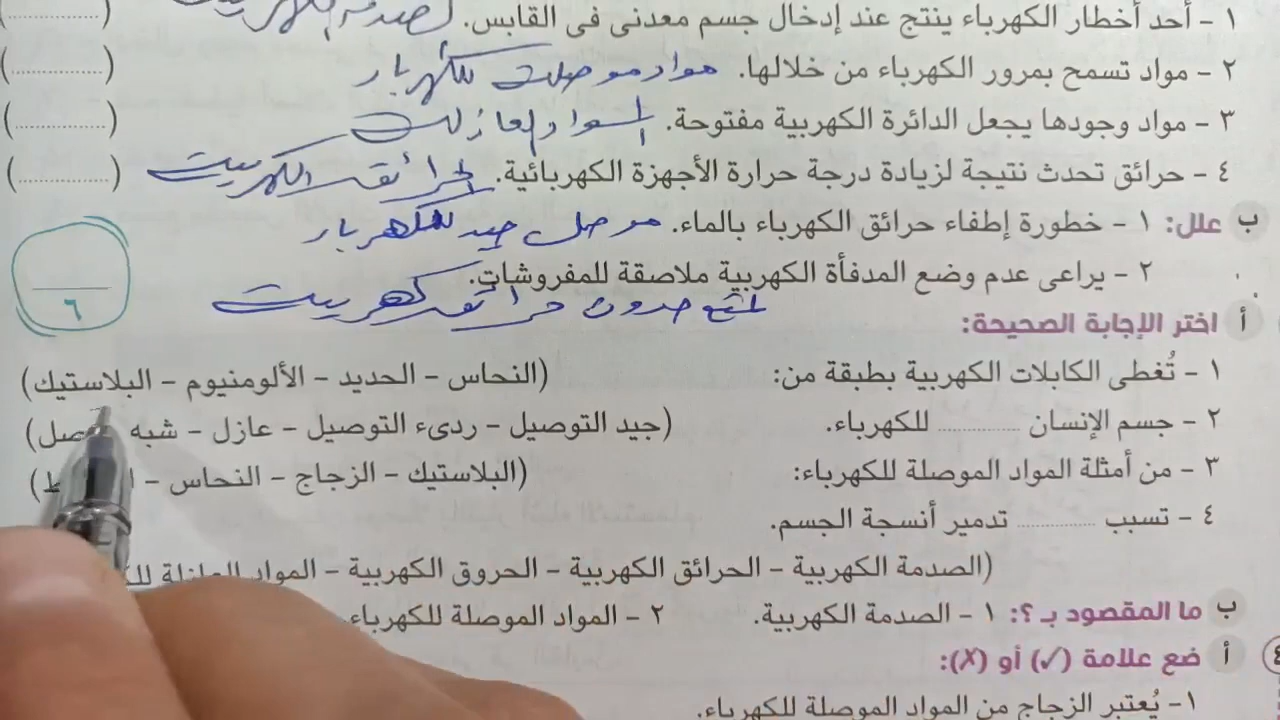 ١ - أحد أخطار الكهرباء ينتج عند إدخال جسم معدنى فى القابس. (..............)
٢ - مواد تسمح بمرور الكهرباء من خلالها. مواد موصلة للكهرباء (..............)
٣ - مواد وجودها يجعل الدائرة الكهربية مفتوحة. المواد العازلة (..............)
٤ - حرائق تحدث نتيجة لزيادة درجة حرارة الأجهزة الكهربائية. الحرائق الكهربية (..............)
ب علل: ١ - خطورة إطفاء حرائق الكهرباء بالماء. موصل جيد للكهرباء
٢ - يراعى عدم وضع المدفأة الكهربية ملاصقة للمفروشات.
لمنع حدوث حرائق كهربية
٦
أ اختر الإجابة الصحيحة:
١ - تُغطى الكابلات الكهربية بطبقة من: (النحاس - الحديد - الألومنيوم - البلاستيك)
٢ - جسم الإنسان .............. للكهرباء. (جيد التوصيل - ردىء التوصيل - عازل - شبه
٣ - من أمثلة المواد الموصلة للكهرباء: (البلاستيك - الزجاج - النحاس -
٤ - تسبب .............. تدمير أنسجة الجسم.
(الصدمة الكهربية - الحرائق الكهربية - الحروق الكهربية - المواد العازلة
ب ما المقصود بـ ؟: ١ - الصدمة الكهربية. ٢ - المواد الموصلة للكهرباء.
٤ أ ضع علامة (✓) أو (✗):
١- يُعتبر الزجاج من المواد الموصلة للكهرباء.